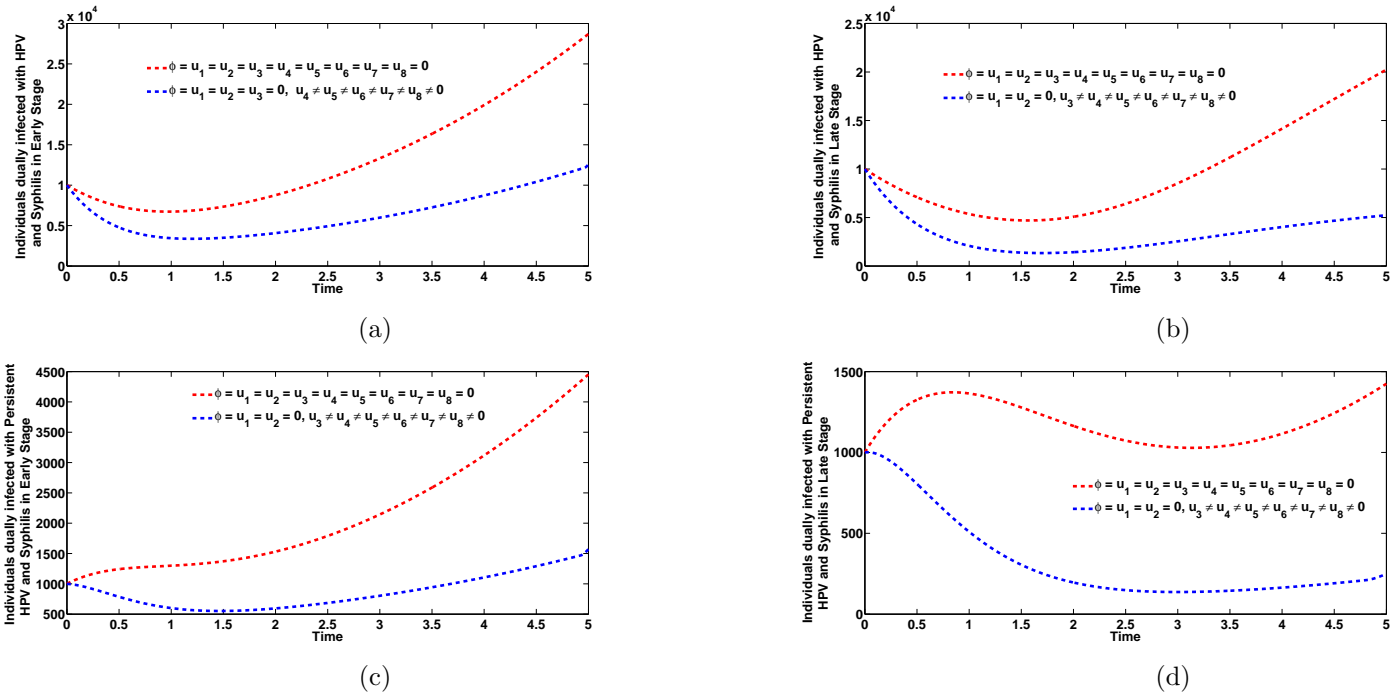 x 10⁴
3
2.5
2
1.5
1
0.5
0
0 0.5 1 1.5 2 2.5 3 3.5 4 4.5 5
Time
Individuals dually infected with HPV
and Syphilis in Early Stage
ϕ = u₁ = u₂ = u₃ = u₄ = u₅ = u₆ = u₇ = u₈ = 0
ϕ = u₁ = u₂ = u₃ = 0, u₄ ≠ u₅ ≠ u₆ ≠ u₇ ≠ u₈ ≠ 0
(a)
x 10⁴
2.5
2
1.5
1
0.5
0
0 0.5 1 1.5 2 2.5 3 3.5 4 4.5 5
Time
Individuals dually infected with HPV
and Syphilis in Late Stage
ϕ = u₁ = u₂ = u₃ = u₄ = u₅ = u₆ = u₇ = u₈ = 0
ϕ = u₁ = u₂ = 0, u₃ ≠ u₄ ≠ u₅ ≠ u₆ ≠ u₇ ≠ u₈ ≠ 0
(b)
4500
4000
3500
3000
2500
2000
1500
1000
500
0 0.5 1 1.5 2 2.5 3 3.5 4 4.5 5
Time
Individuals dually infected with Persistent
HPV and Syphilis in Early Stage
ϕ = u₁ = u₂ = u₃ = u₄ = u₅ = u₆ = u₇ = u₈ = 0
ϕ = u₁ = u₂ = 0, u₃ ≠ u₄ ≠ u₅ ≠ u₆ ≠ u₇ ≠ u₈ ≠ 0
(c)
1500
1000
500
0
0 0.5 1 1.5 2 2.5 3 3.5 4 4.5 5
Time
Individuals dually infected with Persistent
HPV and Syphilis in Late Stage
ϕ = u₁ = u₂ = u₃ = u₄ = u₅ = u₆ = u₇ = u₈ = 0
ϕ = u₁ = u₂ = 0, u₃ ≠ u₄ ≠ u₅ ≠ u₆ ≠ u₇ ≠ u₈ ≠ 0
(d)